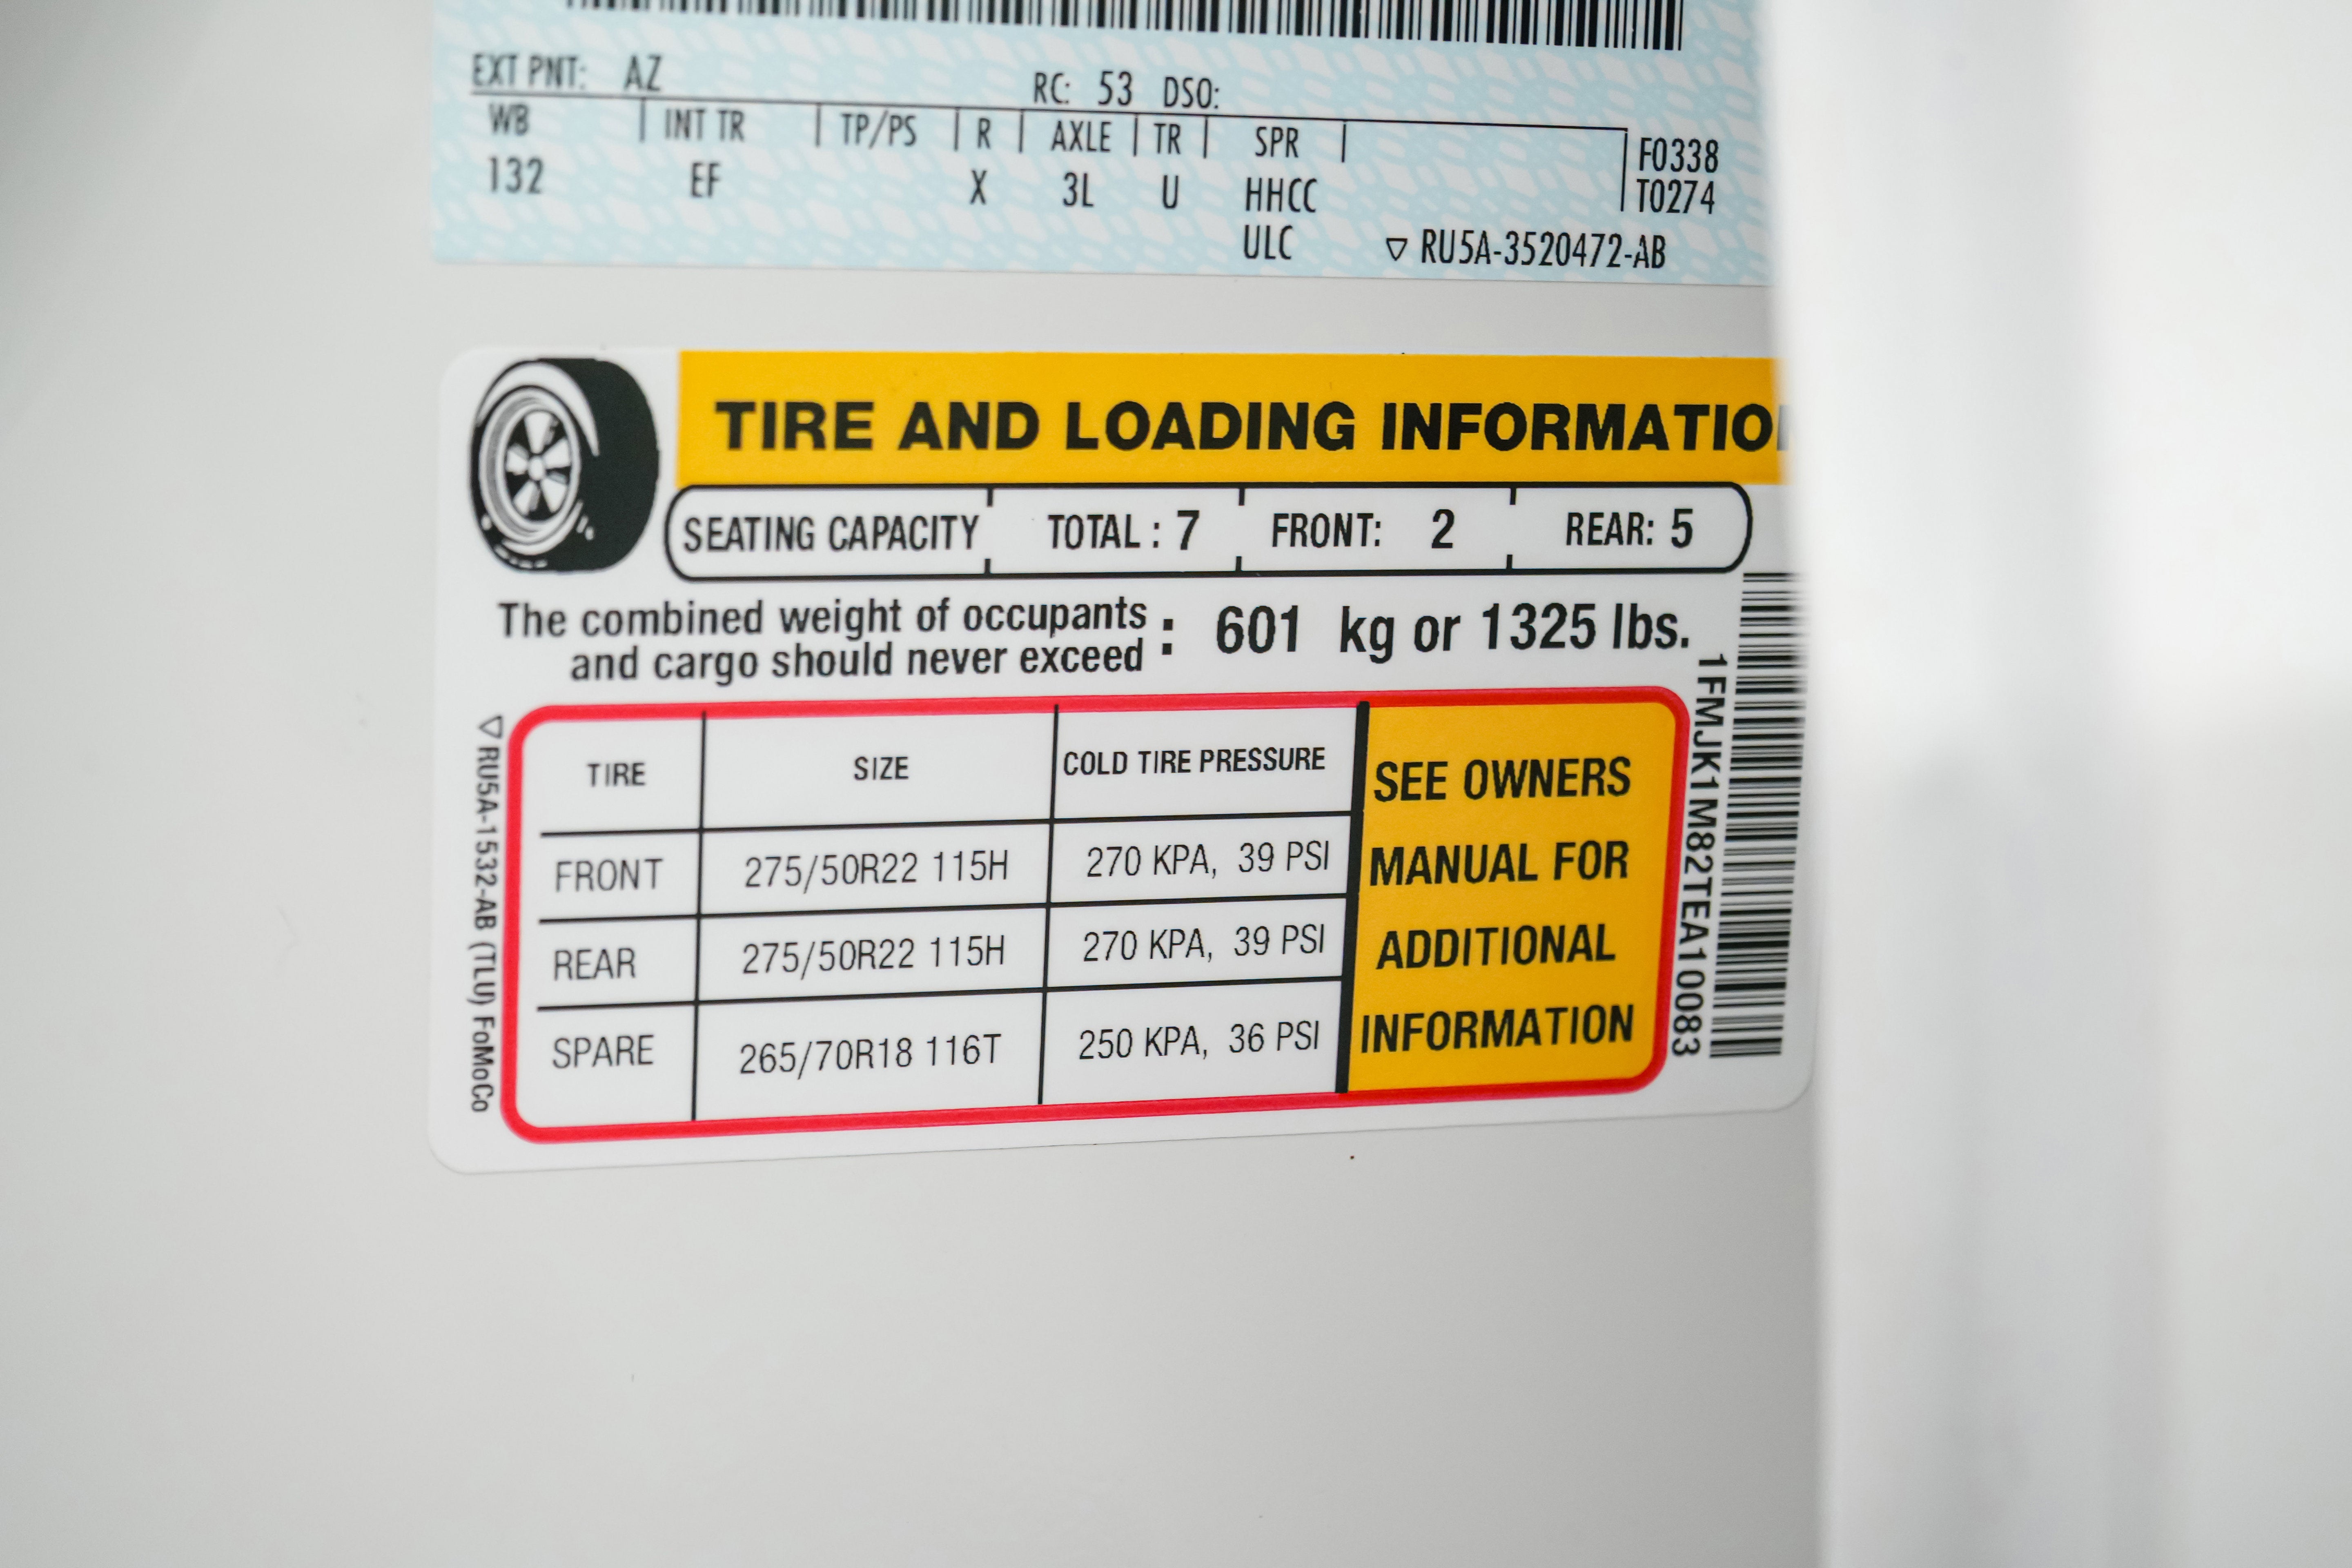 EXT PNT: AZ RC: 53 DSO:
WB | INT TR | TP/PS | R | AXLE | TR | SPR | F0338
132 EF X 3L U HHCC T0274
ULC ▽ RU5A-3520472-AB
TIRE AND LOADING INFORMATIO
SEATING CAPACITY TOTAL : 7 FRONT: 2 REAR: 5
The combined weight of occupants
and cargo should never exceed : 601 kg or 1325 lbs.
TIRE SIZE COLD TIRE PRESSURE
FRONT 275/50R22 115H 270 KPA, 39 PSI
REAR 275/50R22 115H 270 KPA, 39 PSI
SPARE 265/70R18 116T 250 KPA, 36 PSI
SEE OWNERS
MANUAL FOR
ADDITIONAL
INFORMATION
▽ RU5A-1532-AB (TLU) FoMoCo
1FMJK1M82TEA10083